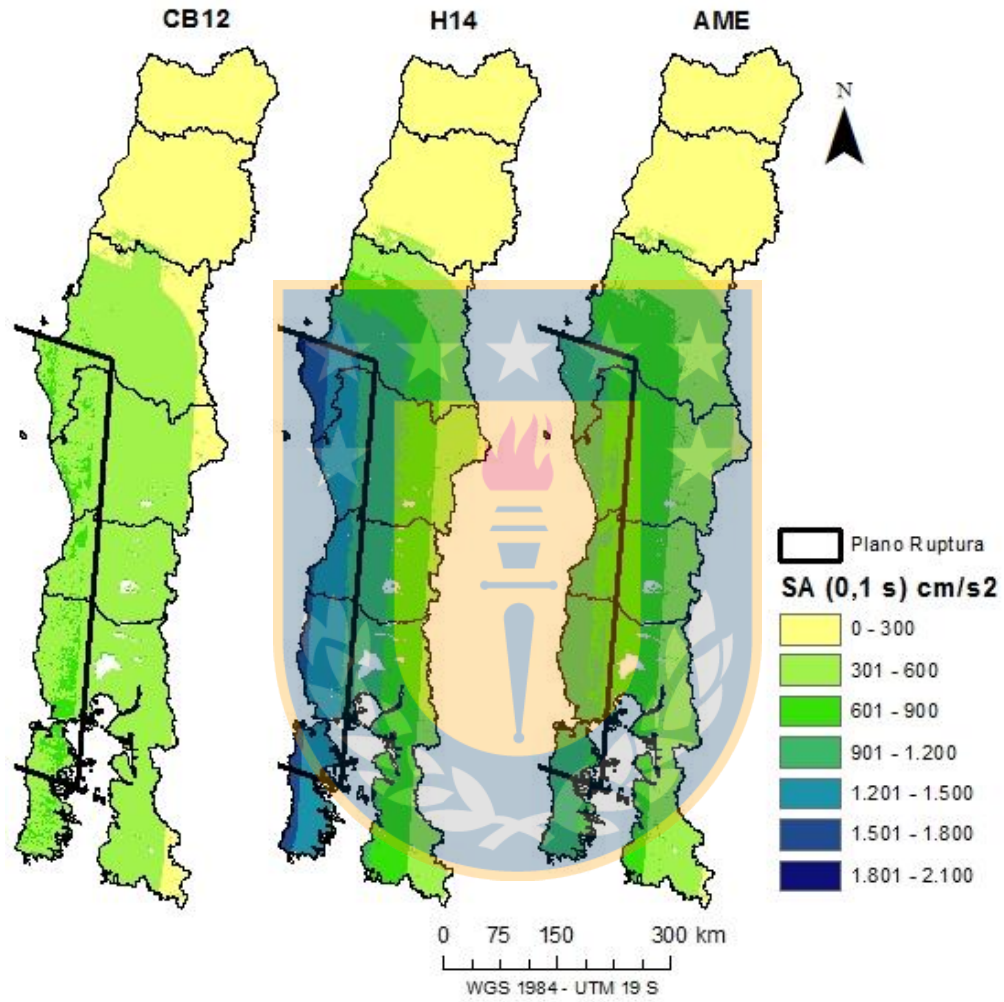 CB12
H14
AME
N
Plano Ruptura
SA (0,1 s) cm/s2
0 - 300
301 - 600
601 - 900
901 - 1.200
1.201 - 1.500
1.501 - 1.800
1.801 - 2.100
0 75 150 300 km
WGS 1984 - UTM 19 S